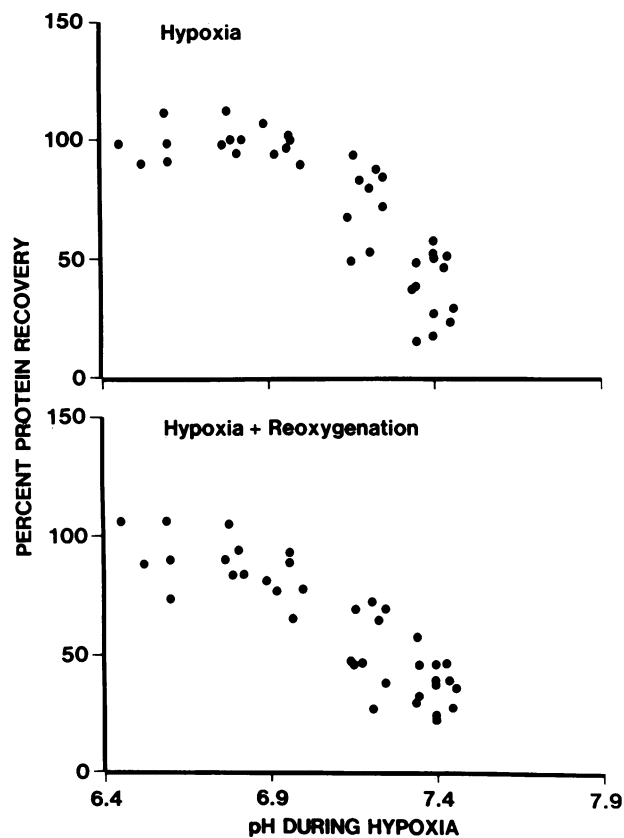 150
Hypoxia
100
50
0
PERCENT PROTEIN RECOVERY
150
Hypoxia + Reoxygenation
100
50
0
6.4 6.9 7.4 7.9
pH DURING HYPOXIA